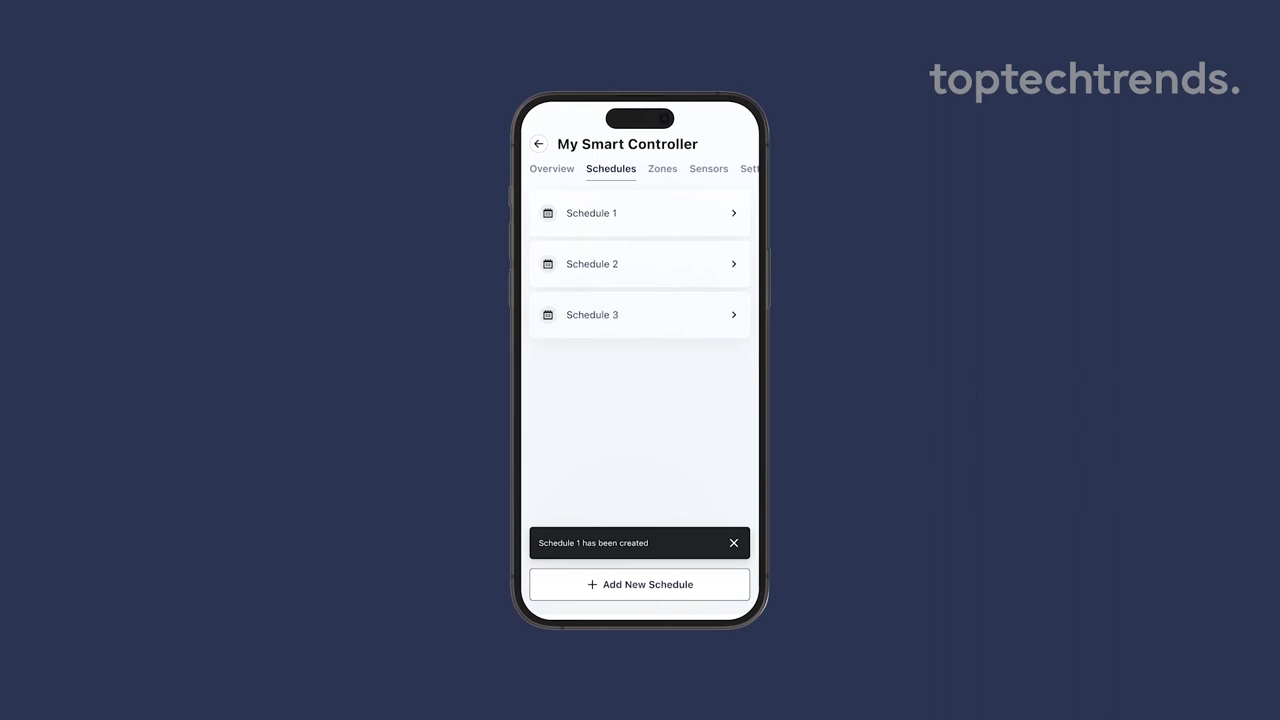 toptechtrends.
My Smart Controller
Overview Schedules Zones Sensors Sett
Schedule 1
Schedule 2
Schedule 3
Schedule 1 has been created
+ Add New Schedule